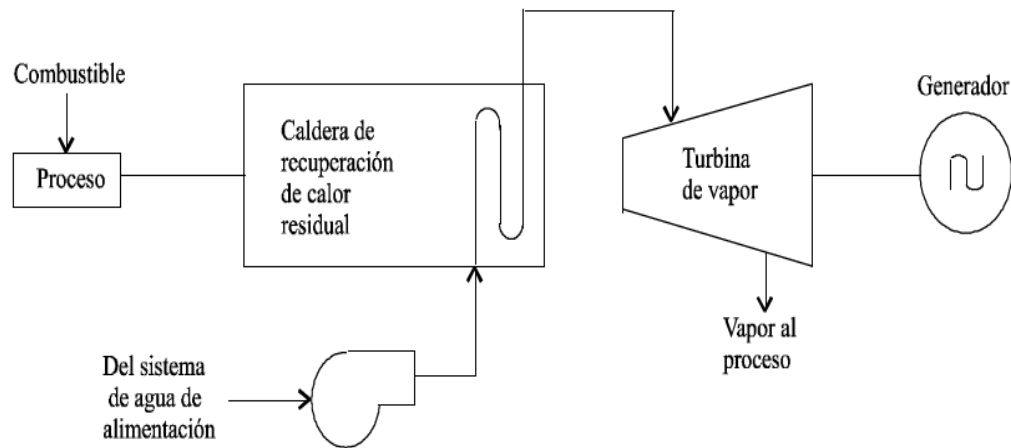 Combustible
Proceso
Caldera de
recuperación
de calor
residual
Turbina
de vapor
Generador
Vapor al
proceso
Del sistema
de agua de
alimentación